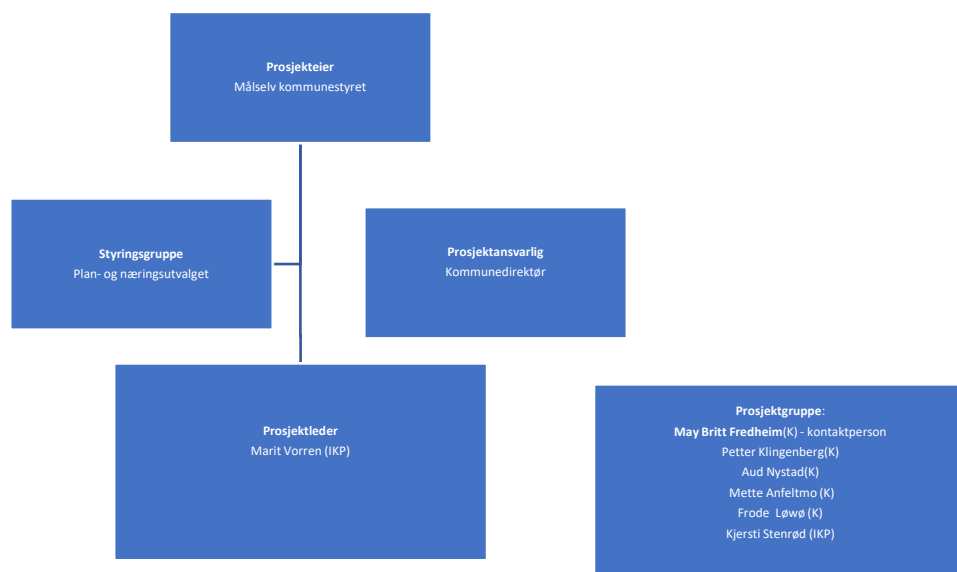 Prosjekteier
Målselv kommunestyret
Styringsgruppe
Plan- og næringsutvalget
Prosjektansvarlig
Kommunedirektør
Prosjektleder
Marit Vorren (IKP)
Prosjektgruppe:
May Britt Fredheim(K) - kontaktperson
Petter Klingenberg(K)
Aud Nystad(K)
Mette Anfeltmo (K)
Frode Løwø (K)
Kjersti Stenrød (IKP)